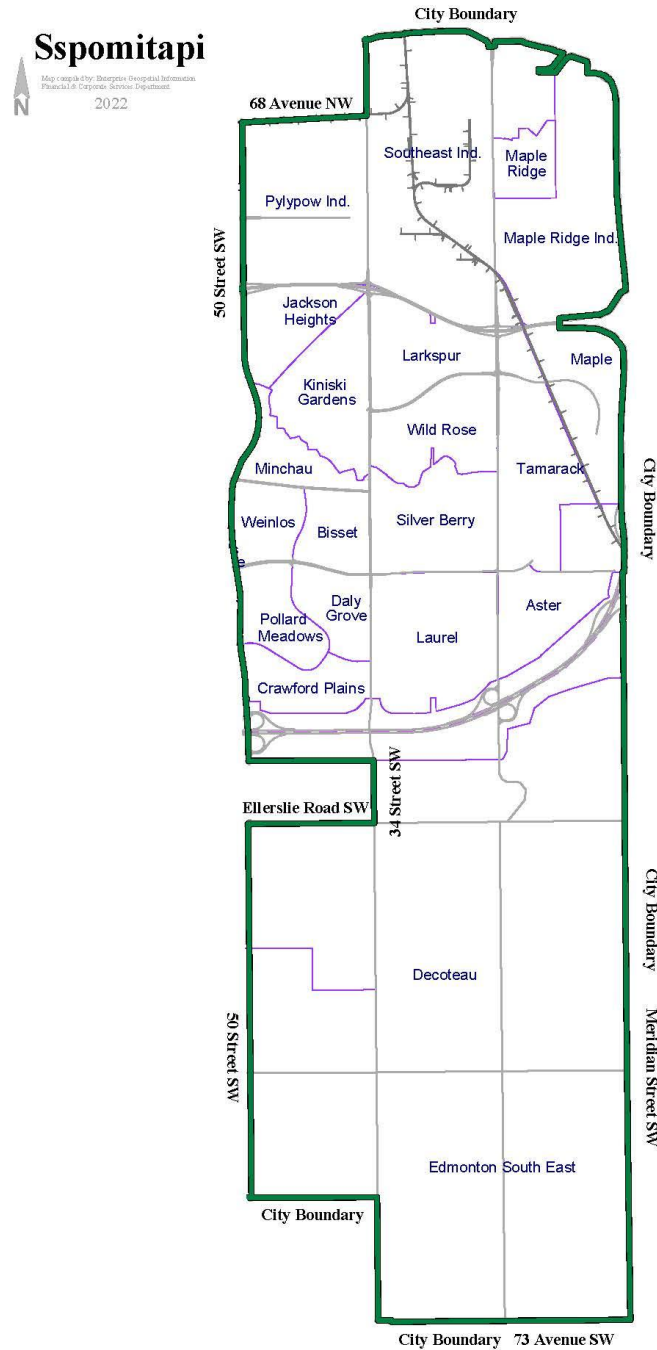 City Boundary
Sspomitapi
Map compiled by: Enterprise Geospatial Information
Financial & Corporate Services Department
2022
N
68 Avenue NW
Southeast Ind.
Maple
Ridge
Pylypow Ind.
Maple Ridge Ind.
50 Street SW
Jackson
Heights
Larkspur
Maple
Kiniski
Gardens
Wild Rose
Minchau
Tamarack
City Boundary
Weinlos
Silver Berry
Bisset
e
Daly
Grove
Aster
Pollard
Meadows
Laurel
Crawford Plains
34 Street SW
Ellerslie Road SW
City Boundary
Decoteau
50 Street SW
Meridian Street SW
Edmonton South East
City Boundary
City Boundary 73 Avenue SW